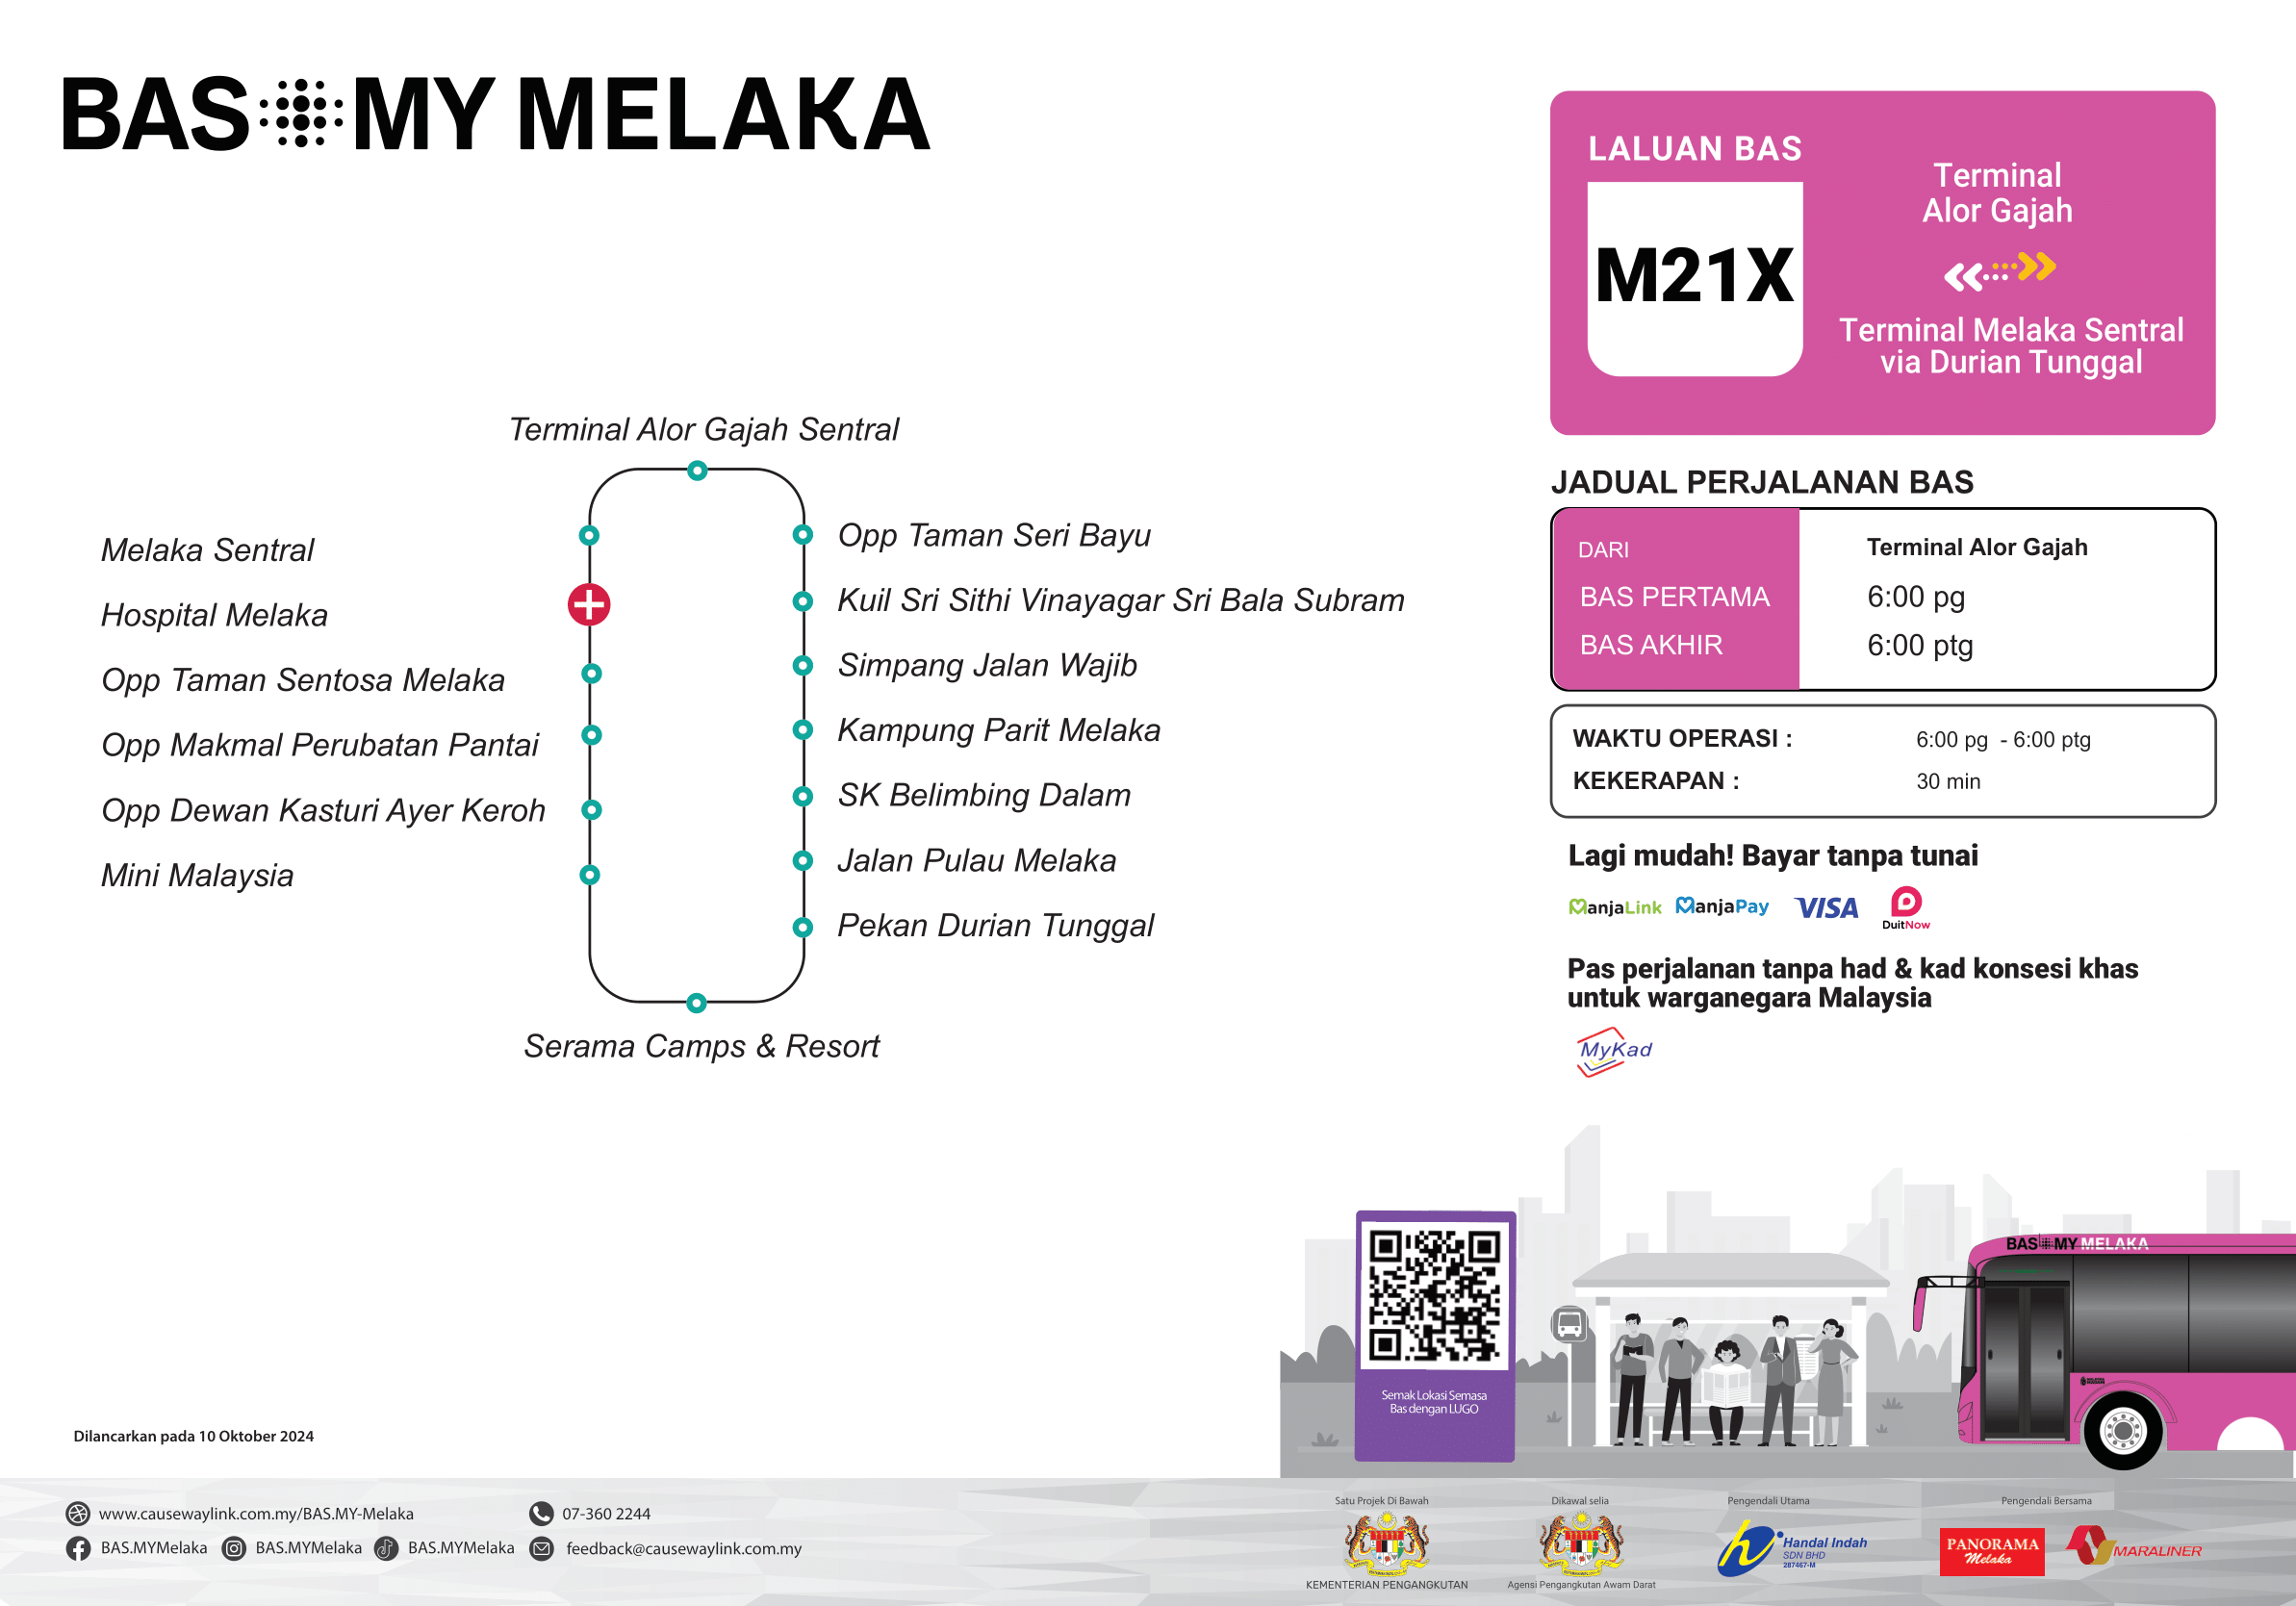 BAS MY MELAKA
LALUAN BAS
M21X
Terminal
Alor Gajah
Terminal Melaka Sentral
via Durian Tunggal
Terminal Alor Gajah Sentral
Melaka Sentral
Hospital Melaka
Opp Taman Sentosa Melaka
Opp Makmal Perubatan Pantai
Opp Dewan Kasturi Ayer Keroh
Mini Malaysia
Opp Taman Seri Bayu
Kuil Sri Sithi Vinayagar Sri Bala Subram
Simpang Jalan Wajib
Kampung Parit Melaka
SK Belimbing Dalam
Jalan Pulau Melaka
Pekan Durian Tunggal
Serama Camps & Resort
JADUAL PERJALANAN BAS
DARI Terminal Alor Gajah
BAS PERTAMA 6:00 pg
BAS AKHIR 6:00 ptg
WAKTU OPERASI : 6:00 pg - 6:00 ptg
KEKERAPAN : 30 min
Lagi mudah! Bayar tanpa tunai
ManjaLink ManjaPay VISA DuitNow
Pas perjalanan tanpa had & kad konsesi khas
untuk warganegara Malaysia
MyKad
BAS MY MELAKA
Semak Lokasi Semasa
Bas dengan LUGO
Dilancarkan pada 10 Oktober 2024
www.causewaylink.com.my/BAS.MY-Melaka 07-360 2244
BAS.MYMelaka BAS.MYMelaka BAS.MYMelaka feedback@causewaylink.com.my
Satu Projek Di Bawah
KEMENTERIAN PENGANGKUTAN
Dikawal selia
Agensi Pengangkutan Awam Darat
Pengendali Utama
Handal Indah
SDN BHD
287467-M
Pengendali Bersama
PANORAMA
Melaka
MARALINER